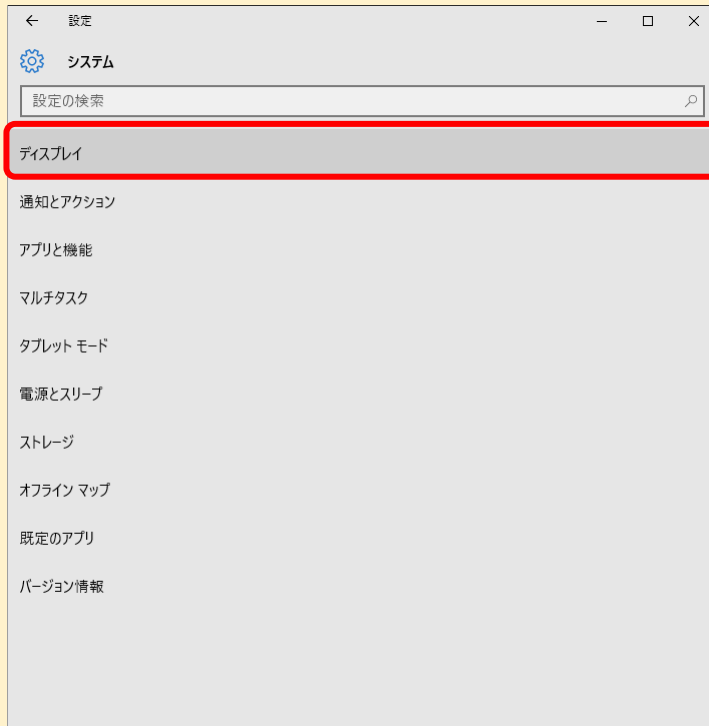 設定
システム
設定の検索
ディスプレイ
通知とアクション
アプリと機能
マルチタスク
タブレット モード
電源とスリープ
ストレージ
オフライン マップ
既定のアプリ
バージョン情報